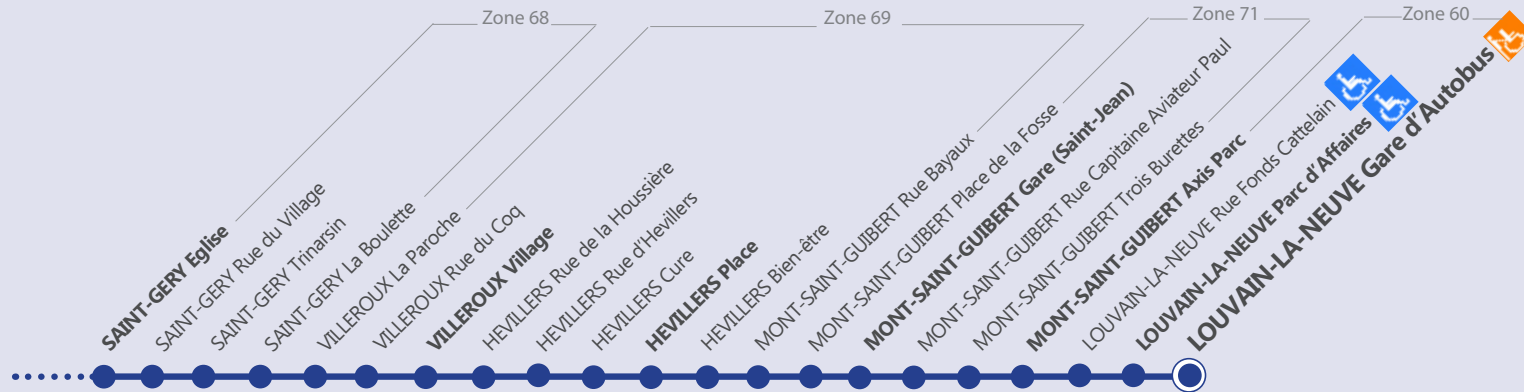 Zone 68
Zone 69
Zone 71
Zone 60
SAINT-GERY Eglise
SAINT-GERY Rue du Village
SAINT-GERY Trinarsin
SAINT-GERY La Boulette
VILLEROUX La Paroche
VILLEROUX Rue du Coq
VILLEROUX Village
HEVILLERS Rue de la Houssière
HEVILLERS Rue d'Hevillers
HEVILLERS Cure
HEVILLERS Place
HEVILLERS Bien-être
MONT-SAINT-GUIBERT Rue Bayaux
MONT-SAINT-GUIBERT Place de la Fosse
MONT-SAINT-GUIBERT Gare (Saint-Jean)
MONT-SAINT-GUIBERT Rue Capitaine Aviateur Paul
MONT-SAINT-GUIBERT Trois Burettes
MONT-SAINT-GUIBERT Axis Parc
LOUVAIN-LA-NEUVE Rue Fonds Cattelain
LOUVAIN-LA-NEUVE Parc d'Affaires
LOUVAIN-LA-NEUVE Gare d'Autobus